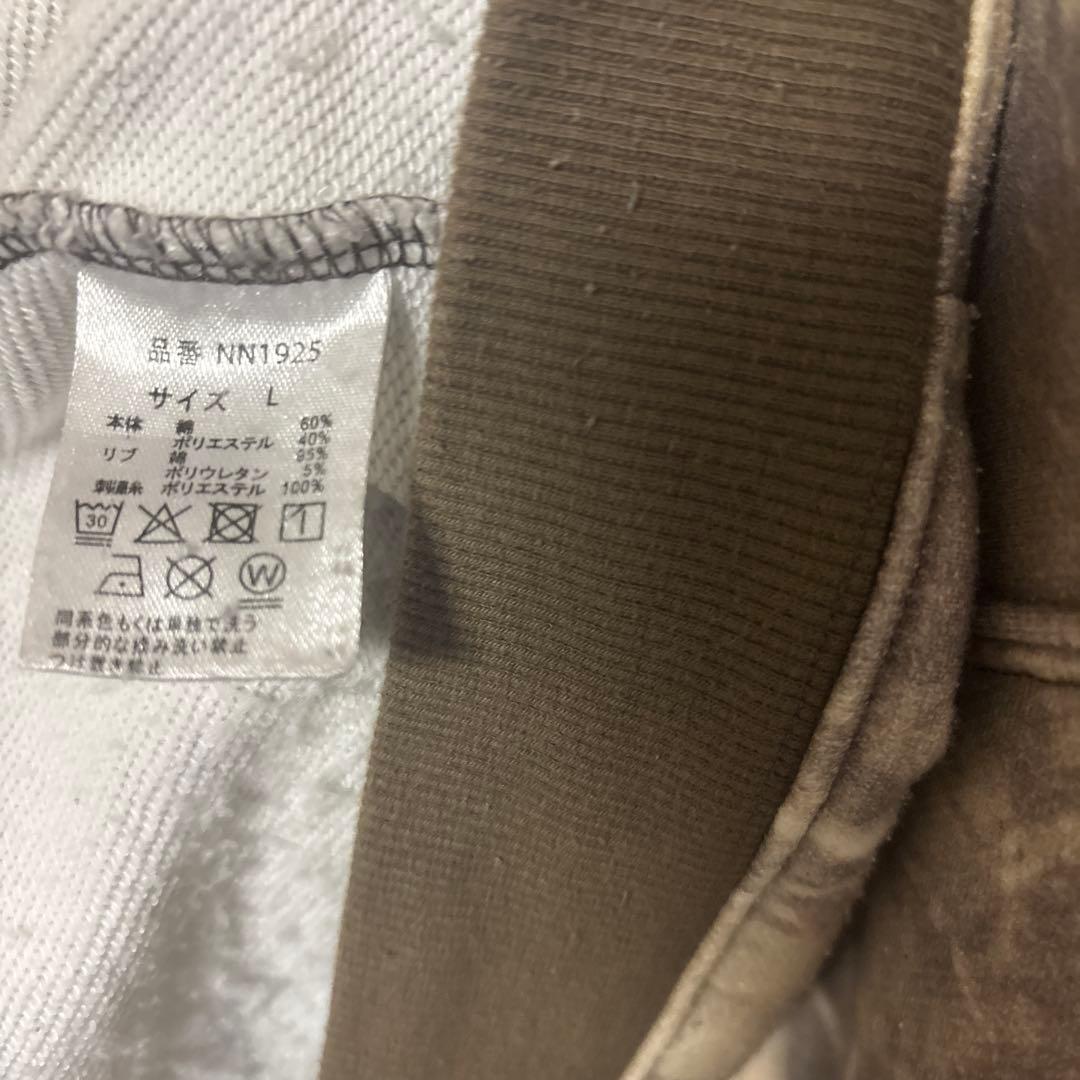 品番 NN1925
サイズ L
本体 綿 60%
ポリエステル 40%
リブ 綿 95%
ポリウレタン 5%
刺繍糸 ポリエステル 100%
30
1
W
同系色もくは単独で洗う
部分的な揉み洗い禁止
つけ置き禁止